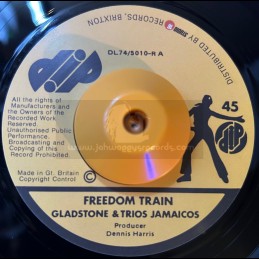 DISTRIBUTED BY RECORDS, BRIXTON
DL.74/5010-R A
dip
All the rights of
Manufacturers and
the Owners of the
Recorded Work
Reserved.
Unauthorised Public
Performance,
Broadcasting and
Copying of this
Record Prohibited.
45
dip
www.jahwaggysrecords.com
Made in Gt. Britain
Copyright Control
FREEDOM TRAIN
GLADSTONE & TRIOS JAMAICOS
Producer
Dennis Harris